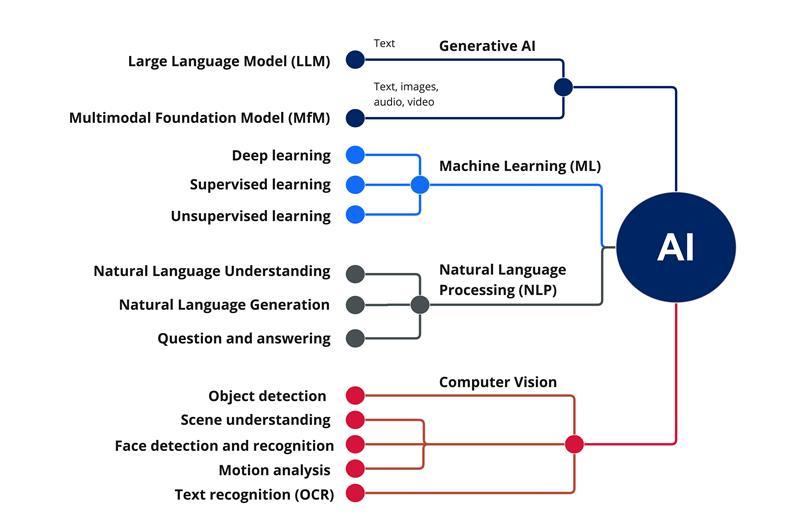 Text
Generative AI
Large Language Model (LLM)
Text, images,
audio, video
Multimodal Foundation Model (MfM)
Deep learning
Machine Learning (ML)
Supervised learning
Unsupervised learning
AI
Natural Language Understanding
Natural Language
Processing (NLP)
Natural Language Generation
Question and answering
Computer Vision
Object detection
Scene understanding
Face detection and recognition
Motion analysis
Text recognition (OCR)